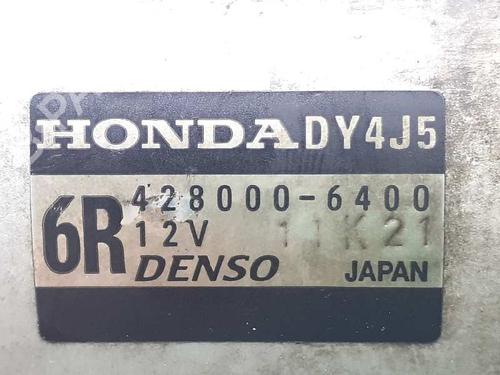 HONDA DY4J5
6R 428000-6400
12V 11K21
DENSO JAPAN